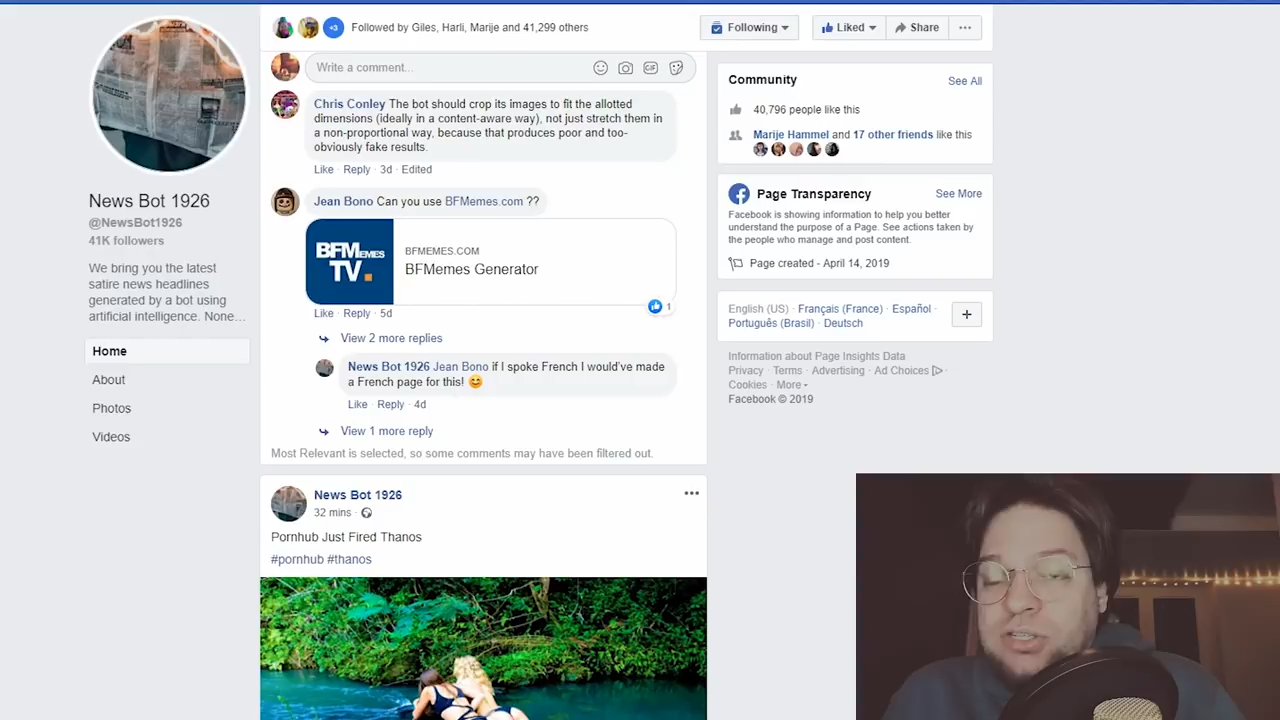 Followed by Giles, Harli, Marije and 41,299 others
Following
Liked
Share
+3
News Bot 1926
@NewsBot1926
41K followers
We bring you the latest
satire news headlines
generated by a bot using
artificial intelligence. None...
Home
About
Photos
Videos
Write a comment...
GIF
Chris Conley The bot should crop its images to fit the allotted
dimensions (ideally in a content-aware way), not just stretch them in
a non-proportional way, because that produces poor and too-
obviously fake results.
Like · Reply · 3d · Edited
Jean Bono Can you use BFMemes.com ??
BFMEMES
TV.
BFMEMES.COM
BFMemes Generator
1
Like · Reply · 5d
View 2 more replies
News Bot 1926 Jean Bono if I spoke French I would've made
a French page for this! 😊
Like · Reply · 4d
View 1 more reply
Most Relevant is selected, so some comments may have been filtered out.
News Bot 1926
32 mins ·
Pornhub Just Fired Thanos
#pornhub #thanos
Community
See All
40,796 people like this
Marije Hammel and 17 other friends like this
Page Transparency
See More
Facebook is showing information to help you better
understand the purpose of a Page. See actions taken by
the people who manage and post content.
Page created - April 14, 2019
English (US) · Français (France) · Español ·
Português (Brasil) · Deutsch
Information about Page Insights Data
Privacy · Terms · Advertising · Ad Choices ·
Cookies · More
Facebook © 2019